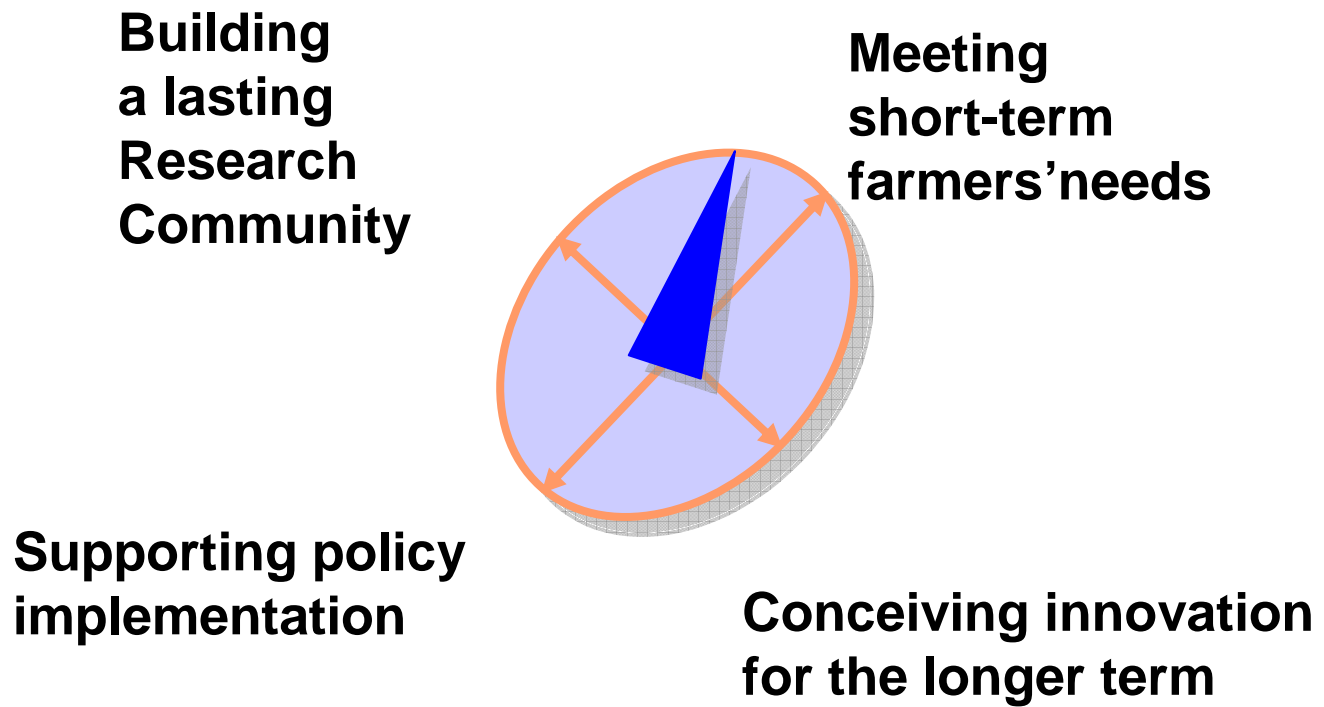 Building
a lasting
Research
Community
Meeting
short-term
farmers’needs
Supporting policy
implementation
Conceiving innovation
for the longer term